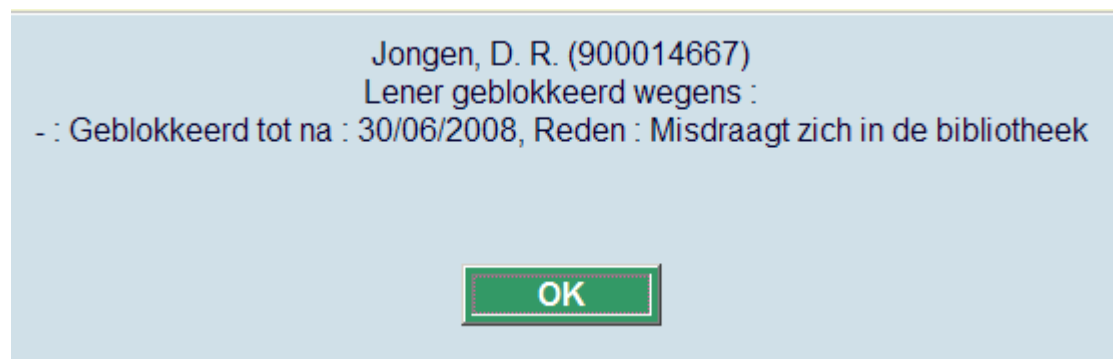 Jongen, D. R. (900014667)
Lener geblokkeerd wegens :
- : Geblokkeerd tot na : 30/06/2008, Reden : Misdraagt zich in de bibliotheek
OK